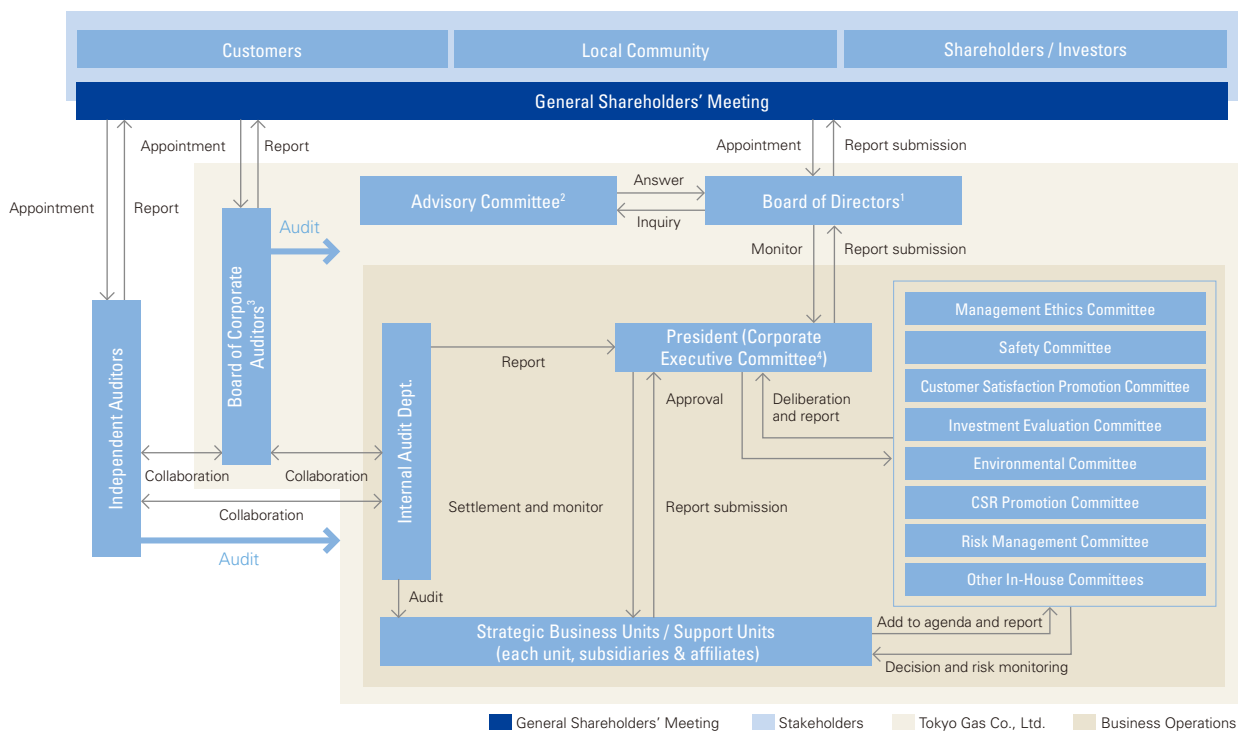 Customers
Local Community
Shareholders / Investors
General Shareholders' Meeting
Appointment
Report
Appointment
Report submission
Appointment
Report
Advisory Committee2
Answer
Inquiry
Board of Directors1
Audit
Monitor
Report submission
Board of Corporate
Auditors3
Independent Auditors
Internal Audit Dept.
Report
President (Corporate
Executive Committee4)
Approval
Deliberation
and report
Management Ethics Committee
Safety Committee
Customer Satisfaction Promotion Committee
Investment Evaluation Committee
Environmental Committee
CSR Promotion Committee
Risk Management Committee
Other In-House Committees
Collaboration
Collaboration
Collaboration
Audit
Settlement and monitor
Report submission
Audit
Strategic Business Units / Support Units
(each unit, subsidiaries & affiliates)
Add to agenda and report
Decision and risk monitoring
General Shareholders' Meeting
Stakeholders
Tokyo Gas Co., Ltd.
Business Operations